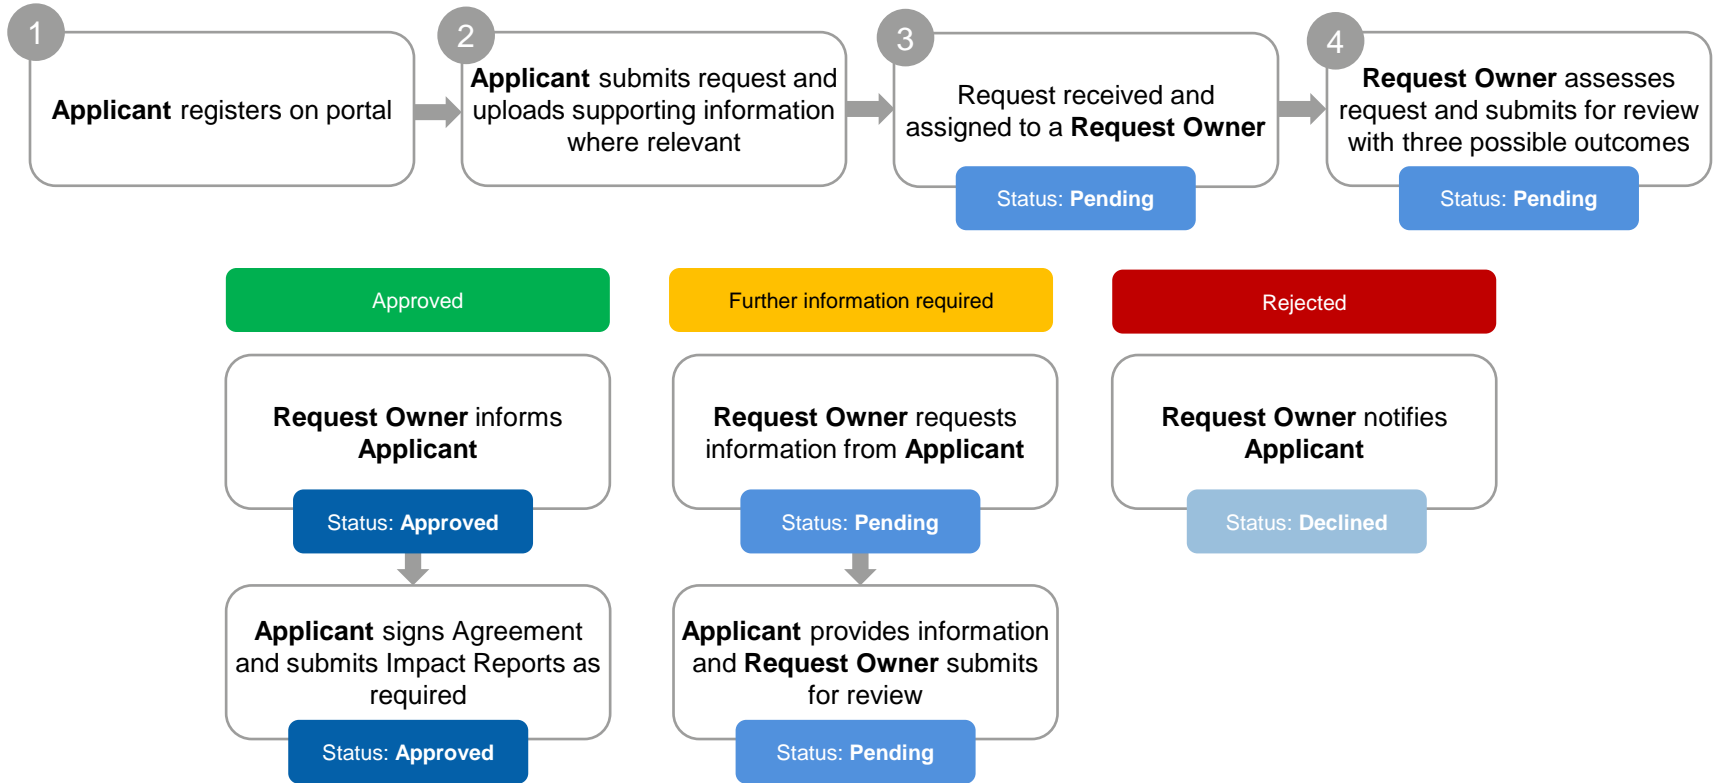 1
Applicant registers on portal
2
Applicant submits request and
uploads supporting information
where relevant
3
Request received and
assigned to a Request Owner
Status: Pending
4
Request Owner assesses
request and submits for review
with three possible outcomes
Status: Pending
Approved
Request Owner informs
Applicant
Status: Approved
Applicant signs Agreement
and submits Impact Reports as
required
Status: Approved
Further information required
Request Owner requests
information from Applicant
Status: Pending
Applicant provides information
and Request Owner submits
for review
Status: Pending
Rejected
Request Owner notifies
Applicant
Status: Declined